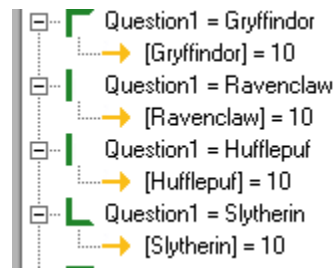 Question1 = Gryffindor
[Gryffindor] = 10
Question1 = Ravenclaw
[Ravenclaw] = 10
Question1 = Hufflepuf
[Hufflepuf] = 10
Question1 = Slytherin
[Slytherin] = 10